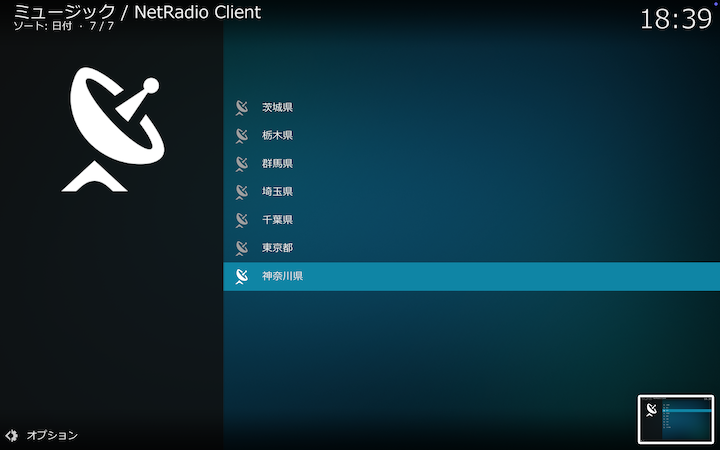 ミュージック / NetRadio Client
ソート: 日付 · 7 / 7
18:39
茨城県
栃木県
群馬県
埼玉県
千葉県
東京都
神奈川県
オプション